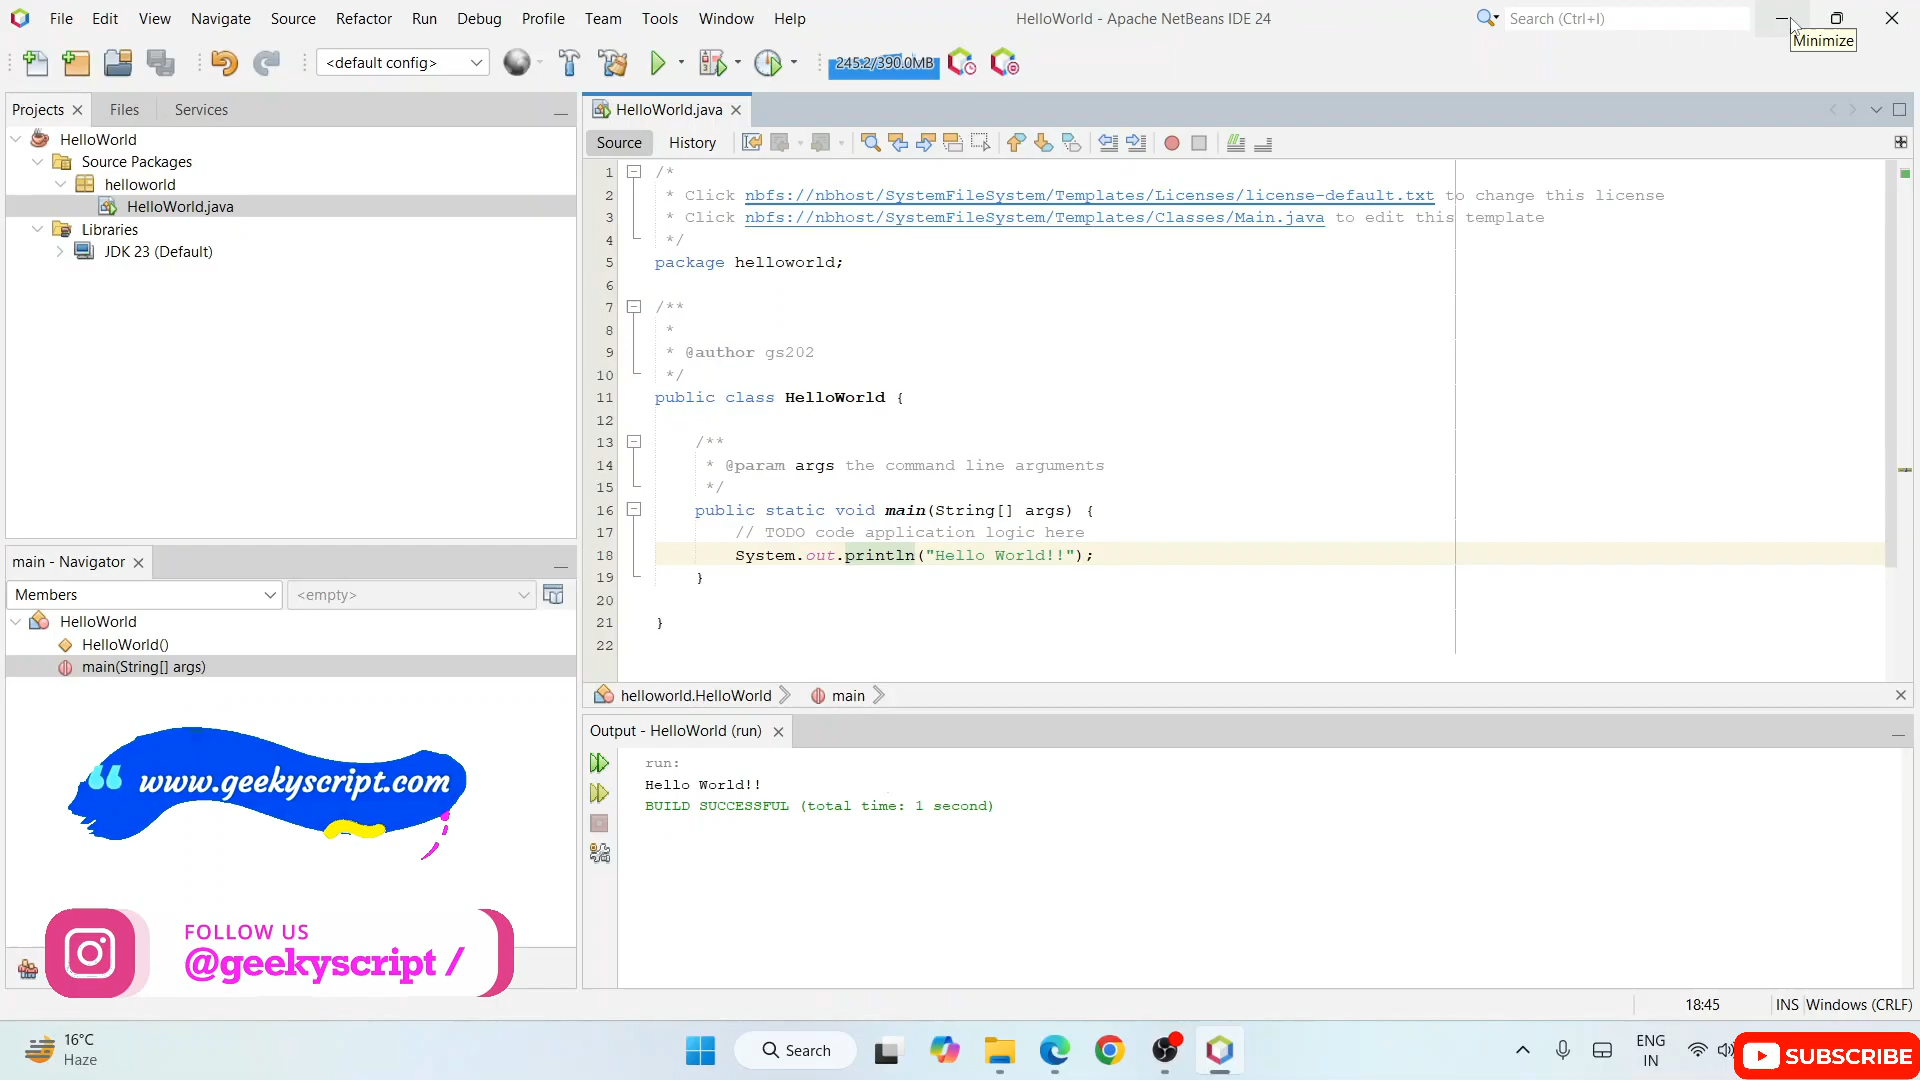 File Edit View Navigate Source Refactor Run Debug Profile Team Tools Window Help
HelloWorld - Apache NetBeans IDE 24
Search (Ctrl+I)
Minimize
<default config>
245.2/390.0MB
Projects Files Services
HelloWorld
Source Packages
helloworld
HelloWorld.java
Libraries
JDK 23 (Default)
HelloWorld.java
Source History
1 /*
2 * Click nbfs://nbhost/SystemFileSystem/Templates/Licenses/license-default.txt to change this license
3 * Click nbfs://nbhost/SystemFileSystem/Templates/Classes/Main.java to edit this template
4 */
5 package helloworld;
6
7 /**
8 *
9 * @author gs202
10 */
11 public class HelloWorld {
12
13 /**
14 * @param args the command line arguments
15 */
16 public static void main(String[] args) {
17 // TODO code application logic here
18 System.out.println("Hello World!!");
19 }
20
21 }
22
main - Navigator
Members <empty>
HelloWorld
HelloWorld()
main(String[] args)
helloworld.HelloWorld main
Output - HelloWorld (run)
run:
Hello World!!
BUILD SUCCESSFUL (total time: 1 second)
www.geekyscript.com
FOLLOW US
@geekyscript /
18:45 INS Windows (CRLF)
16°C
Haze
Search
ENG
IN
SUBSCRIBE